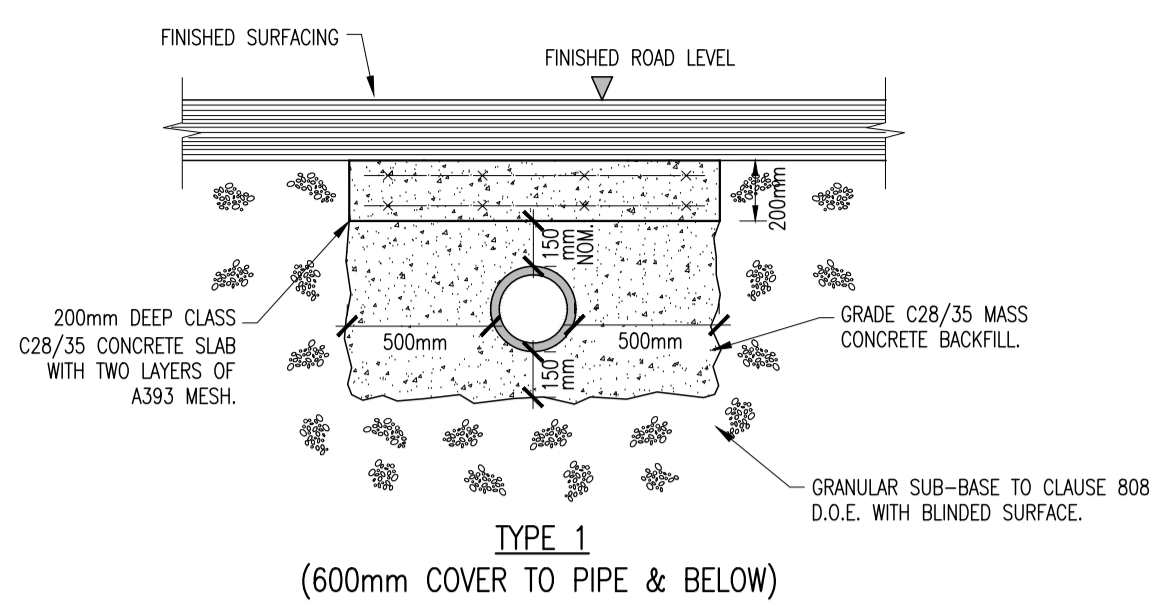 FINISHED SURFACING
FINISHED ROAD LEVEL
200mm
150
mm
NOM.
200mm DEEP CLASS
C28/35 CONCRETE SLAB
WITH TWO LAYERS OF
A393 MESH.
500mm
500mm
GRADE C28/35 MASS
CONCRETE BACKFILL.
150
mm
GRANULAR SUB-BASE TO CLAUSE 808
D.O.E. WITH BLINDED SURFACE.
TYPE 1
(600mm COVER TO PIPE & BELOW)